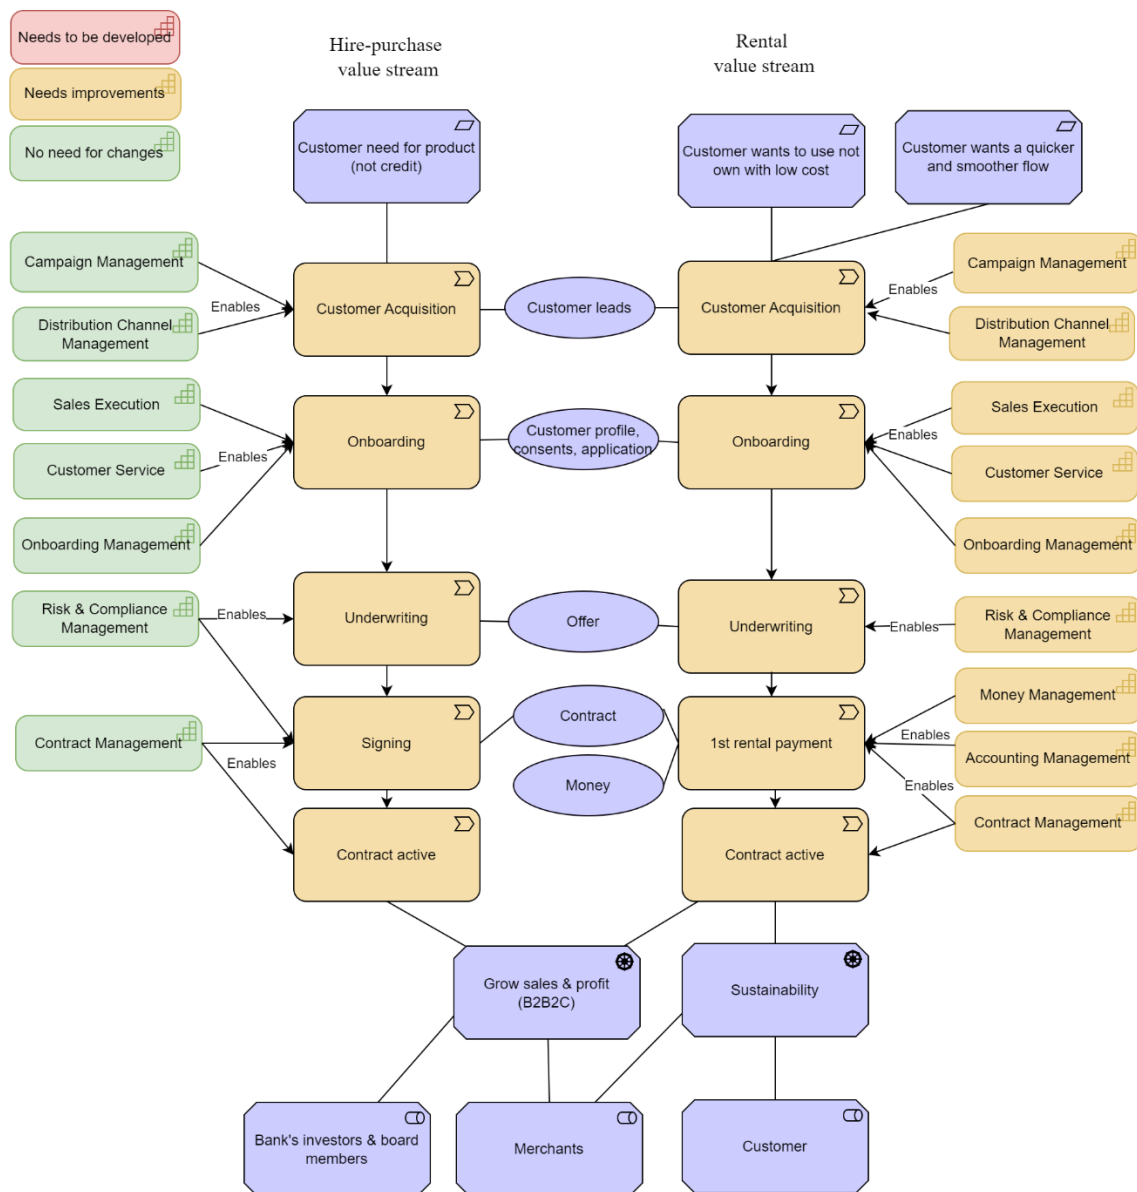 Needs to be developed
Needs improvements
No need for changes
Hire-purchase
value stream
Rental
value stream
Customer need for product
(not credit)
Customer wants to use not
own with low cost
Customer wants a quicker
and smoother flow
Campaign Management
Enables
Distribution Channel
Management
Customer Acquisition
Customer leads
Customer Acquisition
Campaign Management
Enables
Distribution Channel
Management
Sales Execution
Enables
Customer Service
Onboarding Management
Onboarding
Customer profile,
consents, application
Onboarding
Sales Execution
Enables
Customer Service
Onboarding Management
Risk & Compliance
Management
Enables
Underwriting
Offer
Underwriting
Enables
Risk & Compliance
Management
Contract Management
Enables
Signing
Contract
Money
1st rental payment
Money Management
Enables
Accounting Management
Enables
Contract Management
Contract active
Contract active
Grow sales & profit
(B2B2C)
Sustainability
Bank's investors & board
members
Merchants
Customer